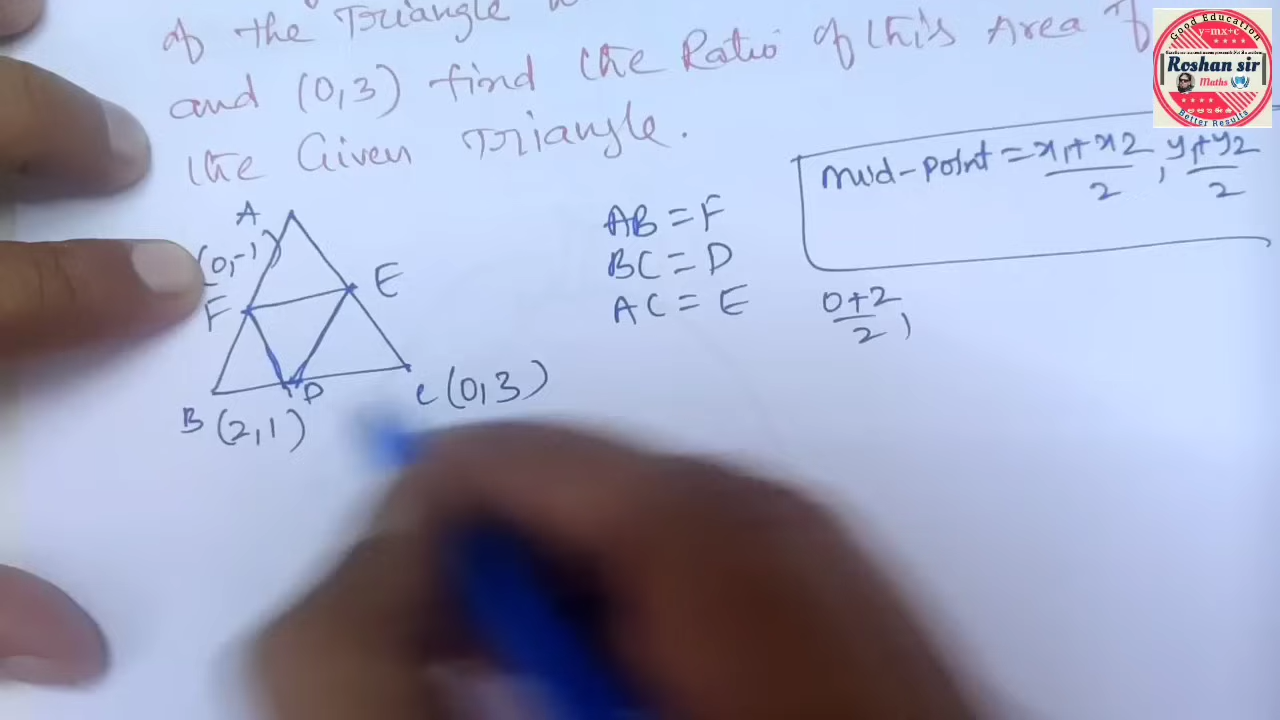 of the Triangle
and (0,3) find the Ratio of this Area of
the Given Triangle.
Good Education
y=mx+c
Roshan sir
Maths
Better Results
mid-point = x1+x2/2, y1+y2/2
A
(0,-1)
F
E
B (2,1)
D
C (0,3)
AB = F
BC = D
AC = E
0+2/2,